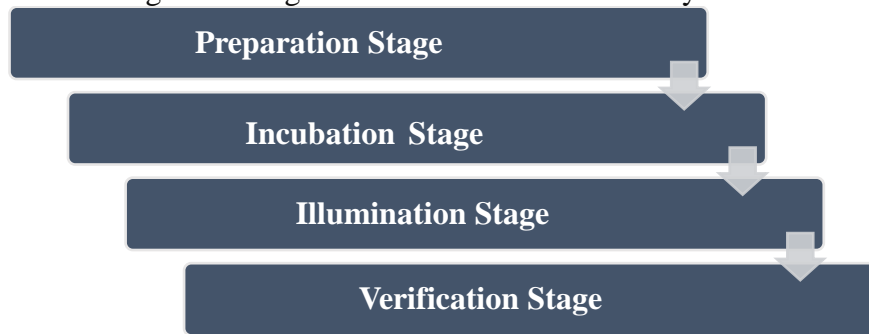 Preparation Stage
Incubation Stage
Illumination Stage
Verification Stage